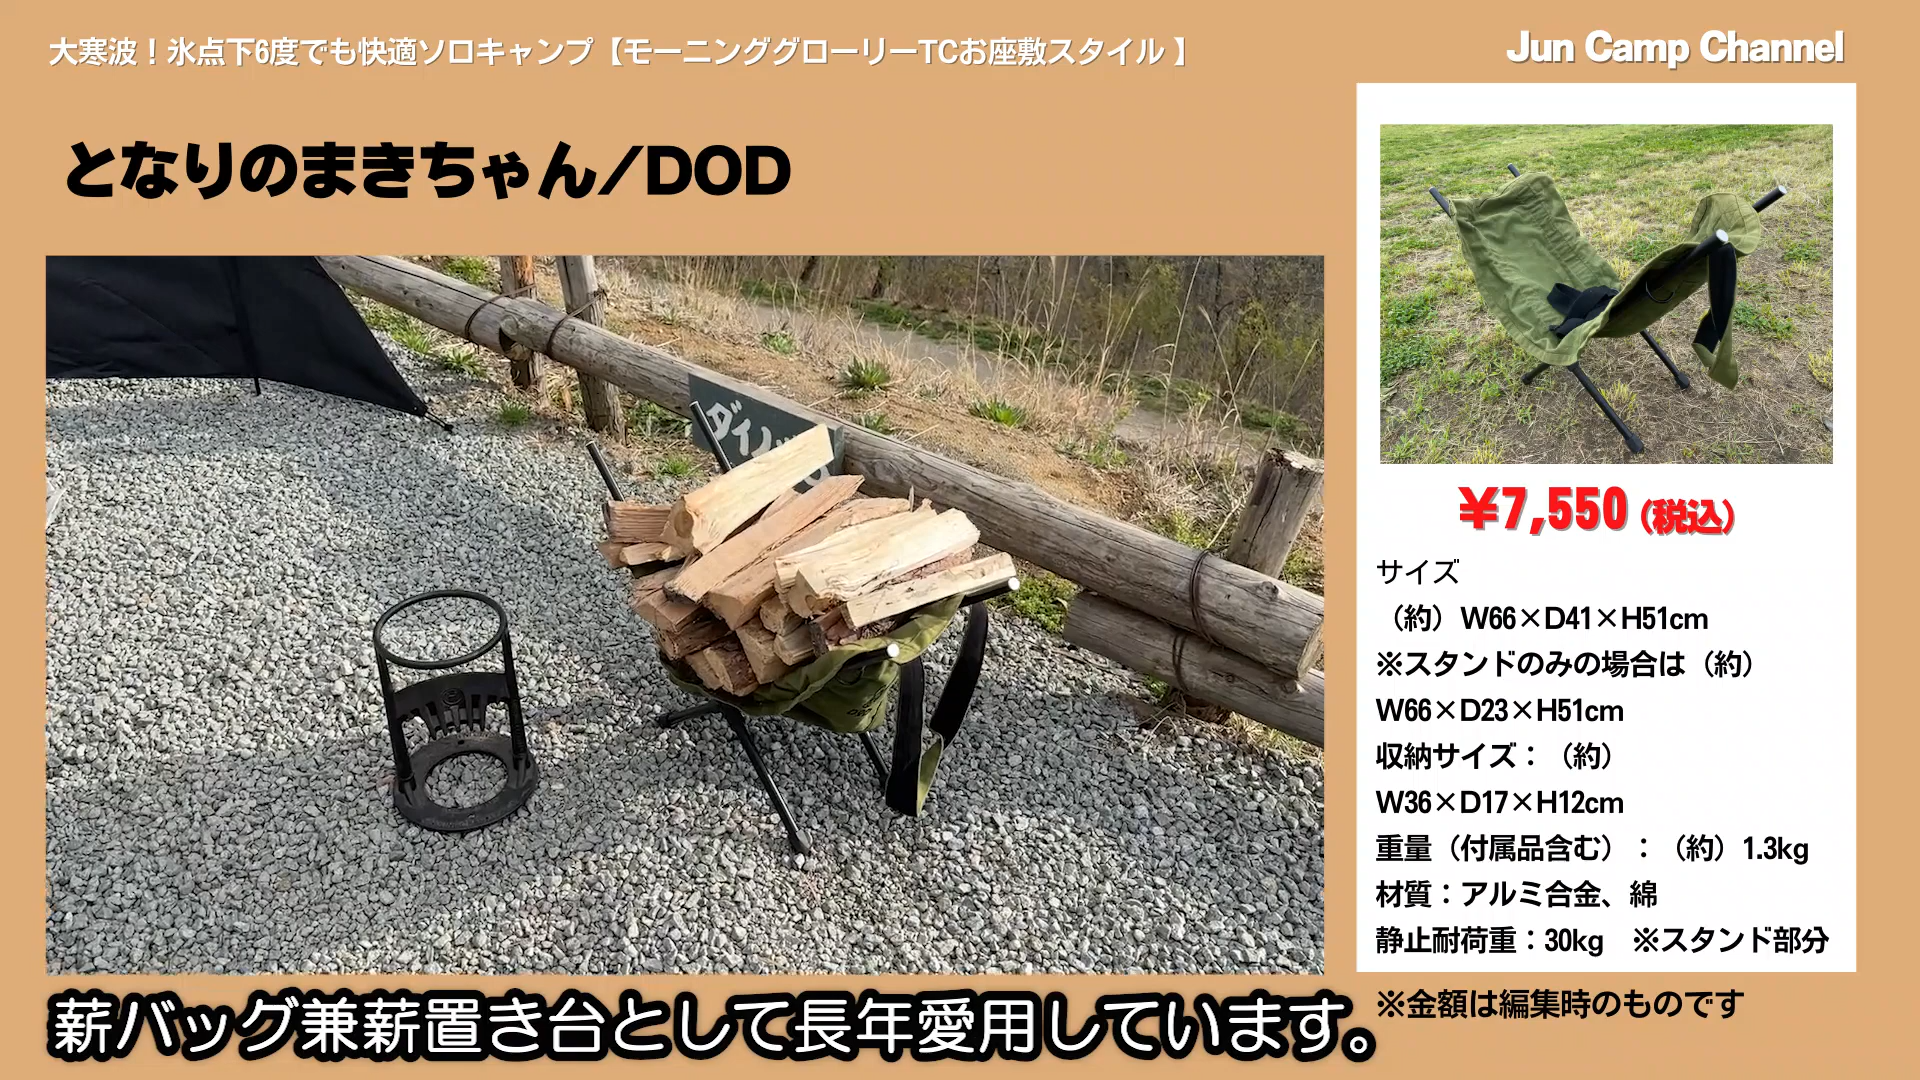 大寒波！氷点下6度でも快適ソロキャンプ【モーニンググローリーTCお座敷スタイル 】
Jun Camp Channel
となりのまきちゃん/DOD
¥7,550 (税込)
サイズ
（約）W66×D41×H51cm
※スタンドのみの場合は（約）
W66×D23×H51cm
収納サイズ：（約）
W36×D17×H12cm
重量（付属品含む）：（約）1.3kg
材質：アルミ合金、綿
静止耐荷重：30kg　※スタンド部分
※金額は編集時のものです
薪バッグ兼薪置き台として長年愛用しています。